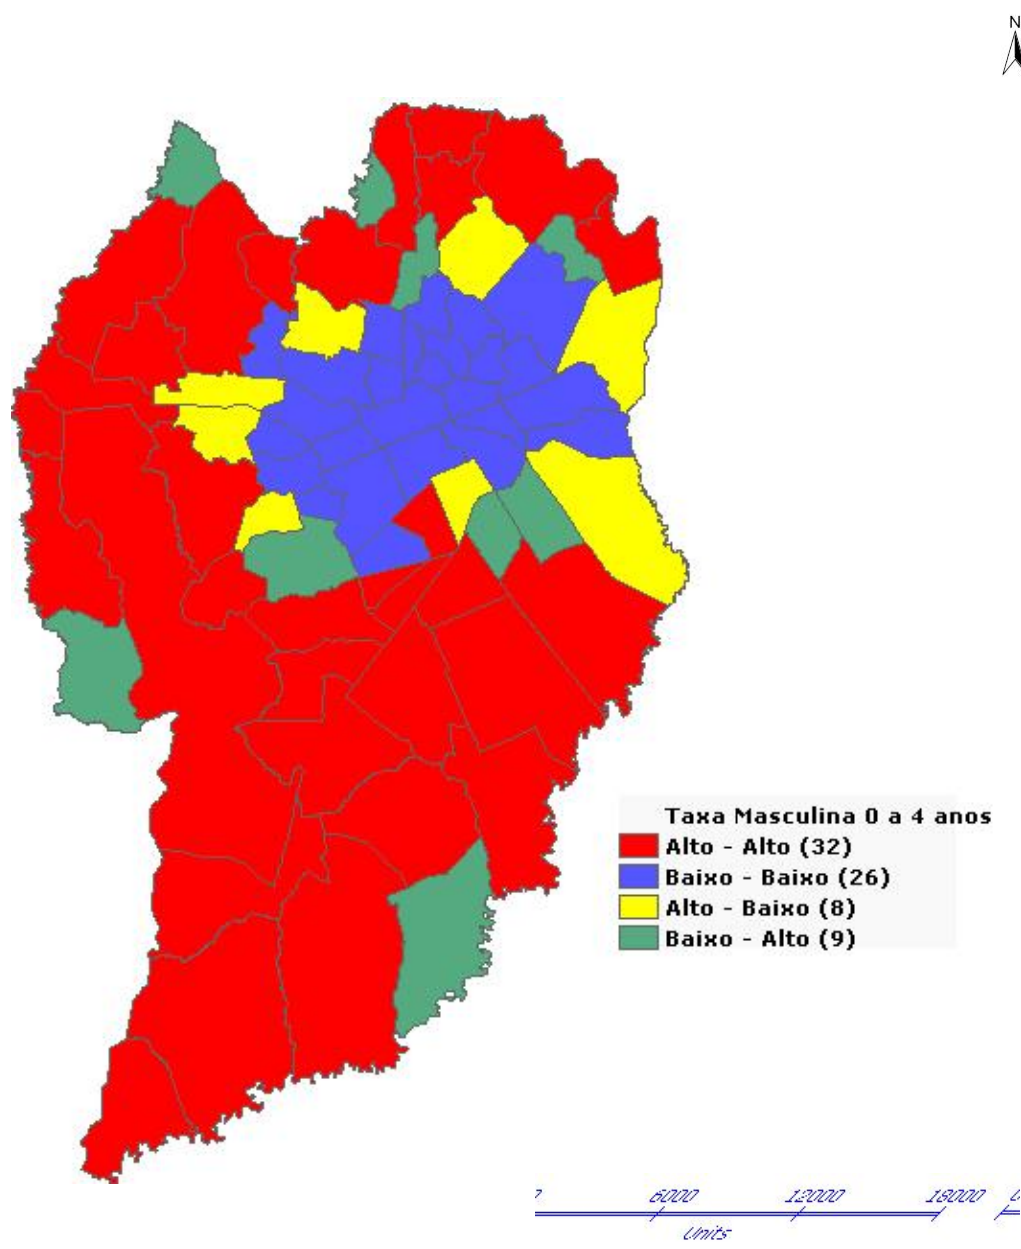 N
Taxa Masculina 0 a 4 anos
Alto - Alto (32)
Baixo - Baixo (26)
Alto - Baixo (8)
Baixo - Alto (9)
6000 12000 18000
Units